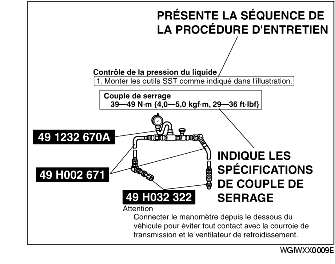 PRÉSENTE LA SÉQUENCE DE
LA PROCÉDURE D'ENTRETIEN
Contrôle de la pression du liquide
1. Monter les outils SST comme indiqué dans l'illustration.
Couple de serrage
39—49 N·m {4,0—5,0 kgf·m, 29—36 ft·lbf}
49 1232 670A
49 H002 671
INDIQUE LES
SPÉCIFICATIONS
DE COUPLE DE
SERRAGE
49 H032 322
Attention
Connecter le manomètre depuis le dessous du
véhicule pour éviter tout contact avec la courroie de
transmission et le ventilateur de refroidissement.
WGIWXX0009E